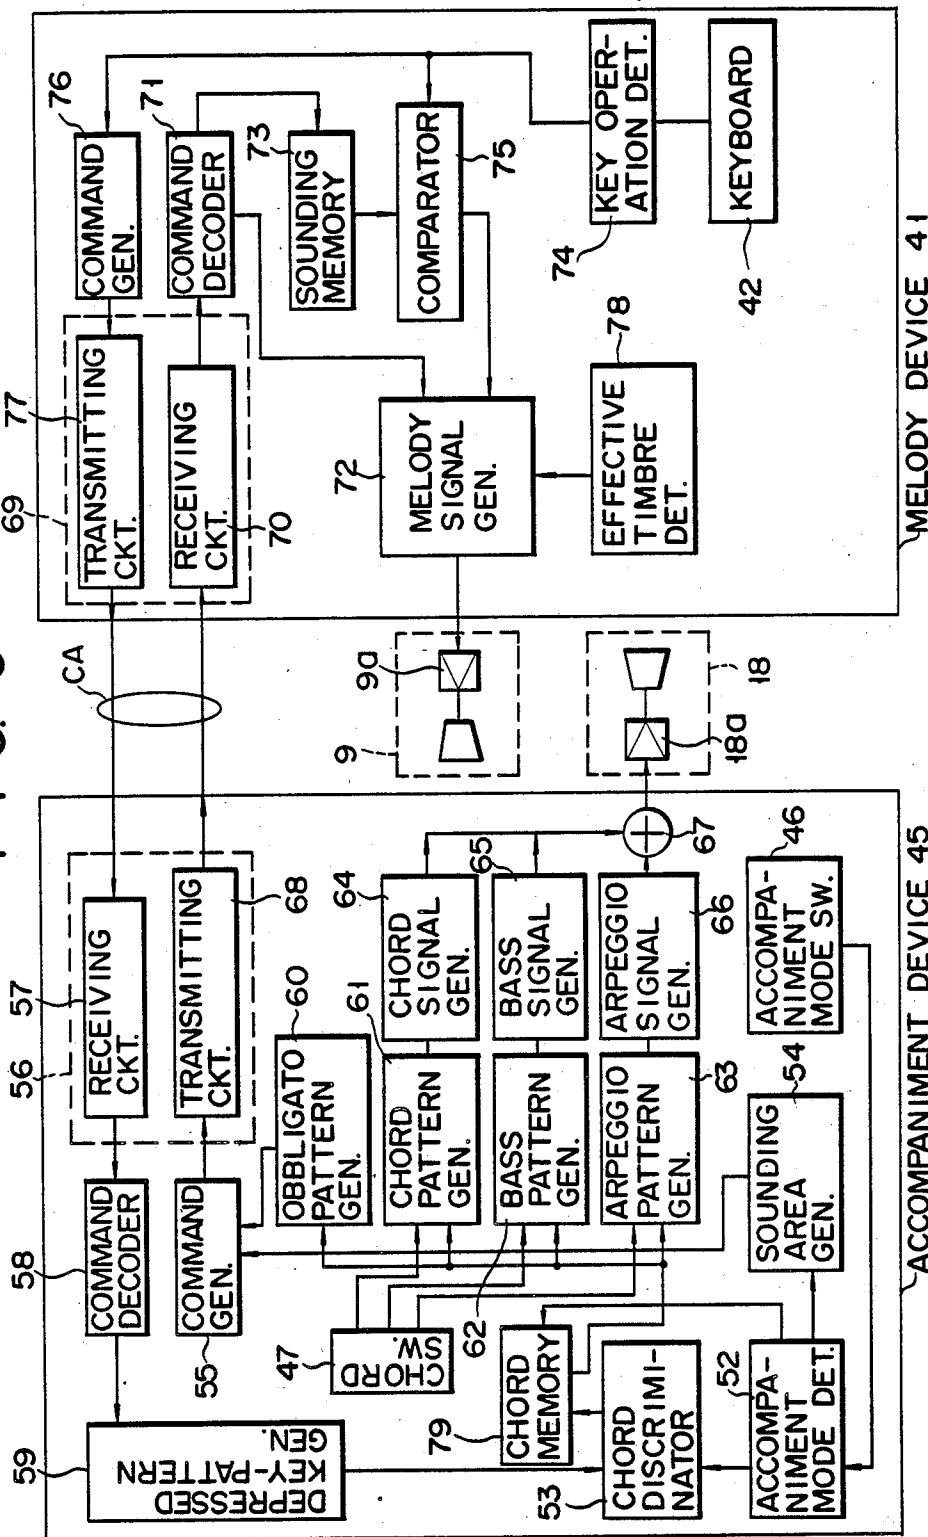 FIG.
56
57
RECEIVING
CKT.
68
TRANSMITTING
CKT.
58
COMMAND
DECODER
55
COMMAND
GEN.
59
DEPRESSED
KEY-PATTERN
GEN.
60
OBBLIGATO
PATTERN
GEN.
47
CHORD
SW.
61
CHORD
PATTERN
GEN.
64
CHORD
SIGNAL
GEN.
62
BASS
PATTERN
GEN.
65
BASS
SIGNAL
GEN.
63
ARPEGGIO
PATTERN
GEN.
66
ARPEGGIO
SIGNAL
GEN.
67
79
CHORD
MEMORY
53
CHORD
DISCRIMI-
NATOR
54
SOUNDING
AREA
GEN.
46
ACCOMPA-
NIMENT
MODE SW.
52
ACCOMPA-
NIMENT
MODE DET.
ACCOMPANIMENT DEVICE 45
CA
9
9a
18
18a
69
77
TRANSMITTING
CKT.
70
RECEIVING
CKT.
76
COMMAND
GEN.
71
COMMAND
DECODER
73
SOUNDING
MEMORY
75
COMPARATOR
72
MELODY
SIGNAL
GEN.
78
EFFECTIVE
TIMBRE
DET.
74
KEY OPER-
ATION DET.
42
KEYBOARD
MELODY DEVICE 41